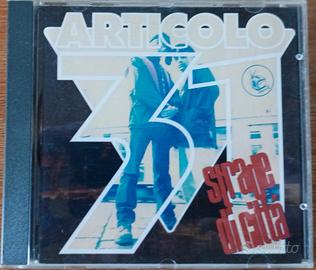 ARTICOLO
31
strade
di città